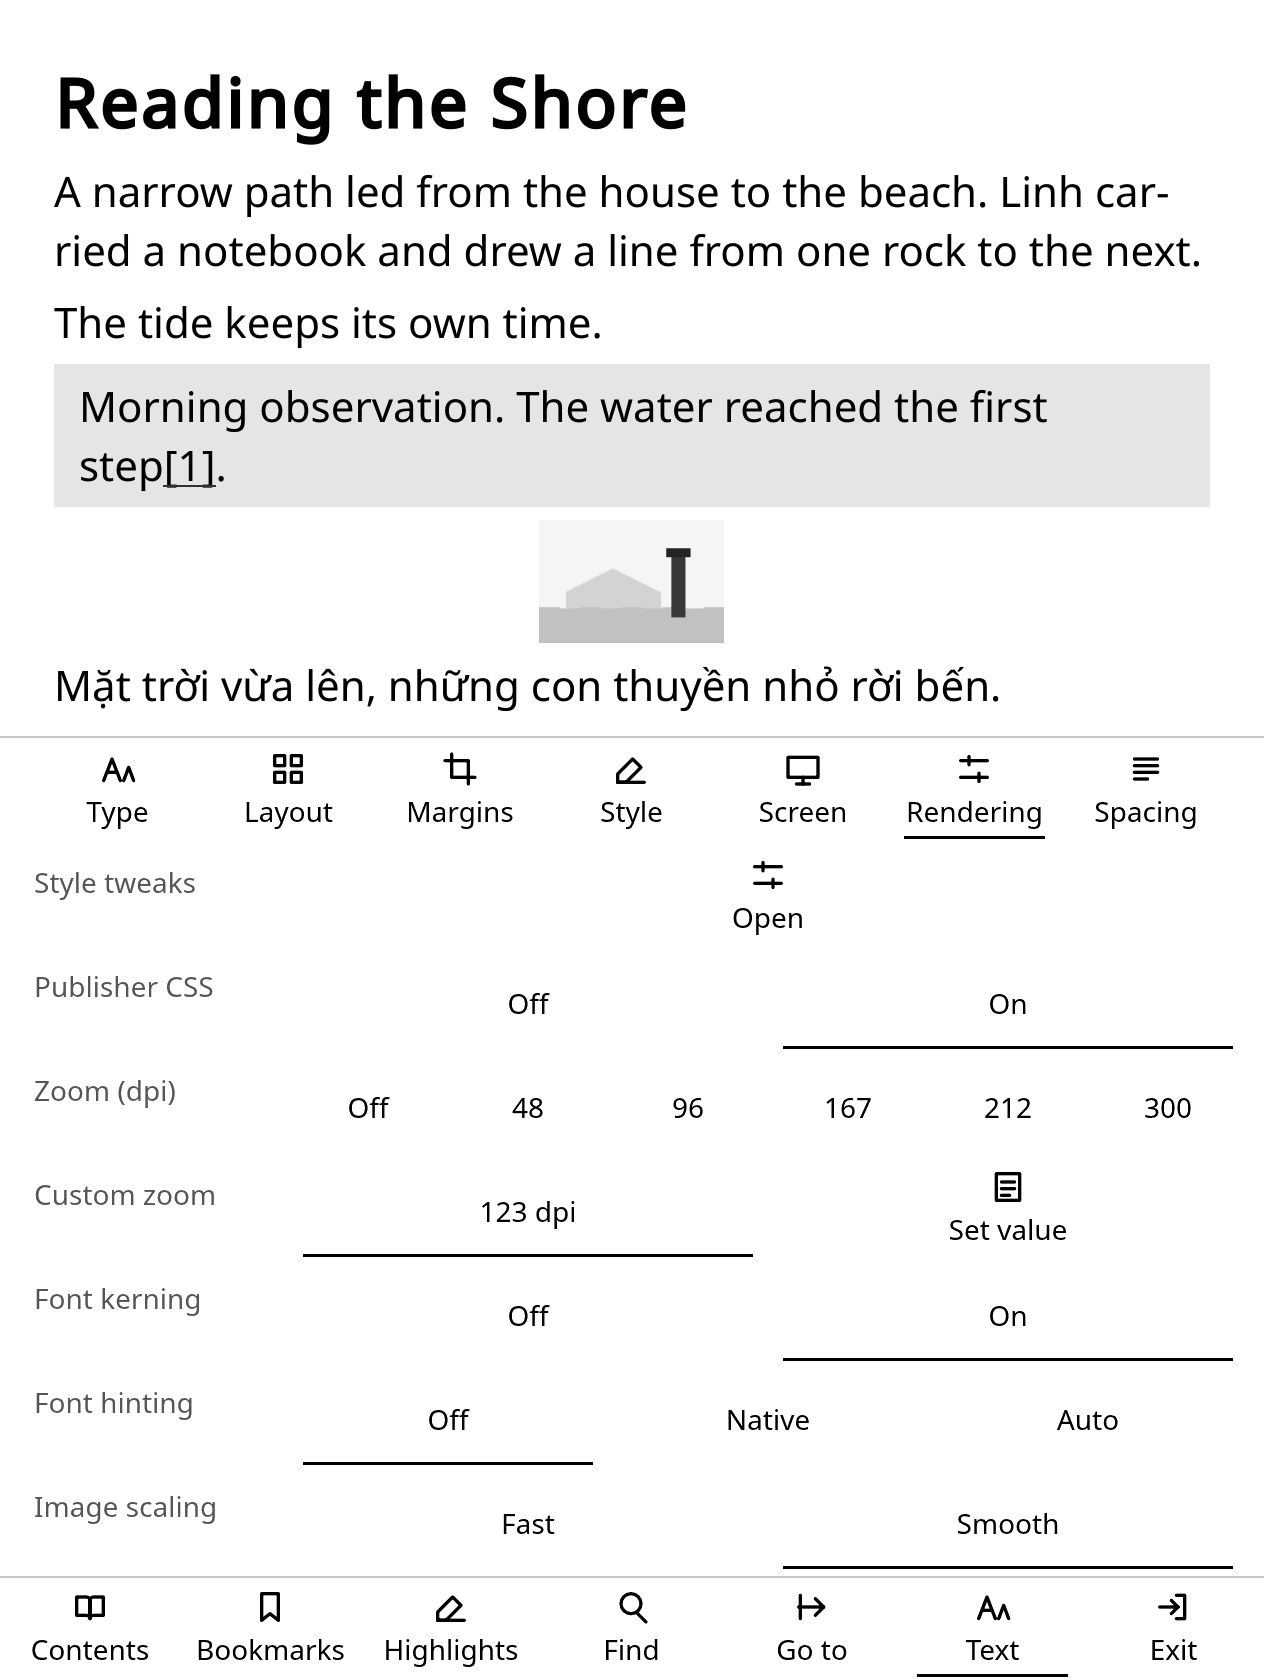 Reading the Shore
A narrow path led from the house to the beach. Linh car-
ried a notebook and drew a line from one rock to the next.
The tide keeps its own time.
Morning observation. The water reached the first
step[1].
Mặt trời vừa lên, những con thuyền nhỏ rời bến.
Type Layout Margins Style Screen Rendering Spacing
Style tweaks
Open
Publisher CSS
Off On
Zoom (dpi)
Off 48 96 167 212 300
Custom zoom
123 dpi Set value
Font kerning
Off On
Font hinting
Off Native Auto
Image scaling
Fast Smooth
Contents Bookmarks Highlights Find Go to Text Exit